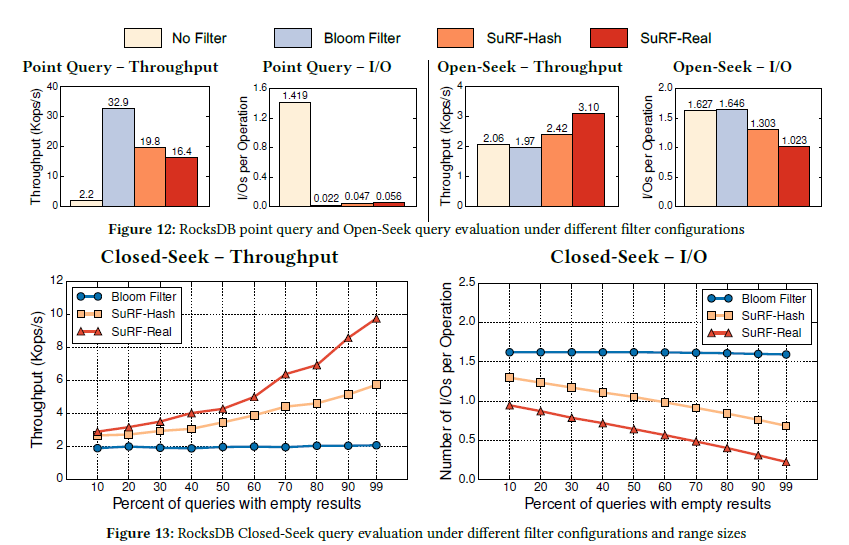 No Filter Bloom Filter SuRF-Hash SuRF-Real
Point Query – Throughput
Throughput (Kops/s)
40
30
20
10
0
2.2
32.9
19.8
16.4
Point Query – I/O
I/Os per Operation
1.6
1.2
0.8
0.4
0.0
1.419
0.022
0.047
0.056
Open-Seek – Throughput
Throughput (Kops/s)
4
3
2
1
0
2.06
1.97
2.42
3.10
Open-Seek – I/O
I/Os per Operation
2.0
1.5
1.0
0.5
0.0
1.627
1.646
1.303
1.023
Figure 12: RocksDB point query and Open-Seek query evaluation under different filter configurations
Closed-Seek – Throughput
Throughput (Kops/s)
12
10
8
6
4
2
0
Bloom Filter
SuRF-Hash
SuRF-Real
10 20 30 40 50 60 70 80 90 99
Percent of queries with empty results
Closed-Seek – I/O
Number of I/Os per Operation
2.5
2.0
1.5
1.0
0.5
0.0
Bloom Filter
SuRF-Hash
SuRF-Real
10 20 30 40 50 60 70 80 90 99
Percent of queries with empty results
Figure 13: RocksDB Closed-Seek query evaluation under different filter configurations and range sizes